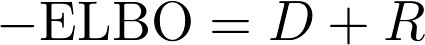 −ELBO = D + R